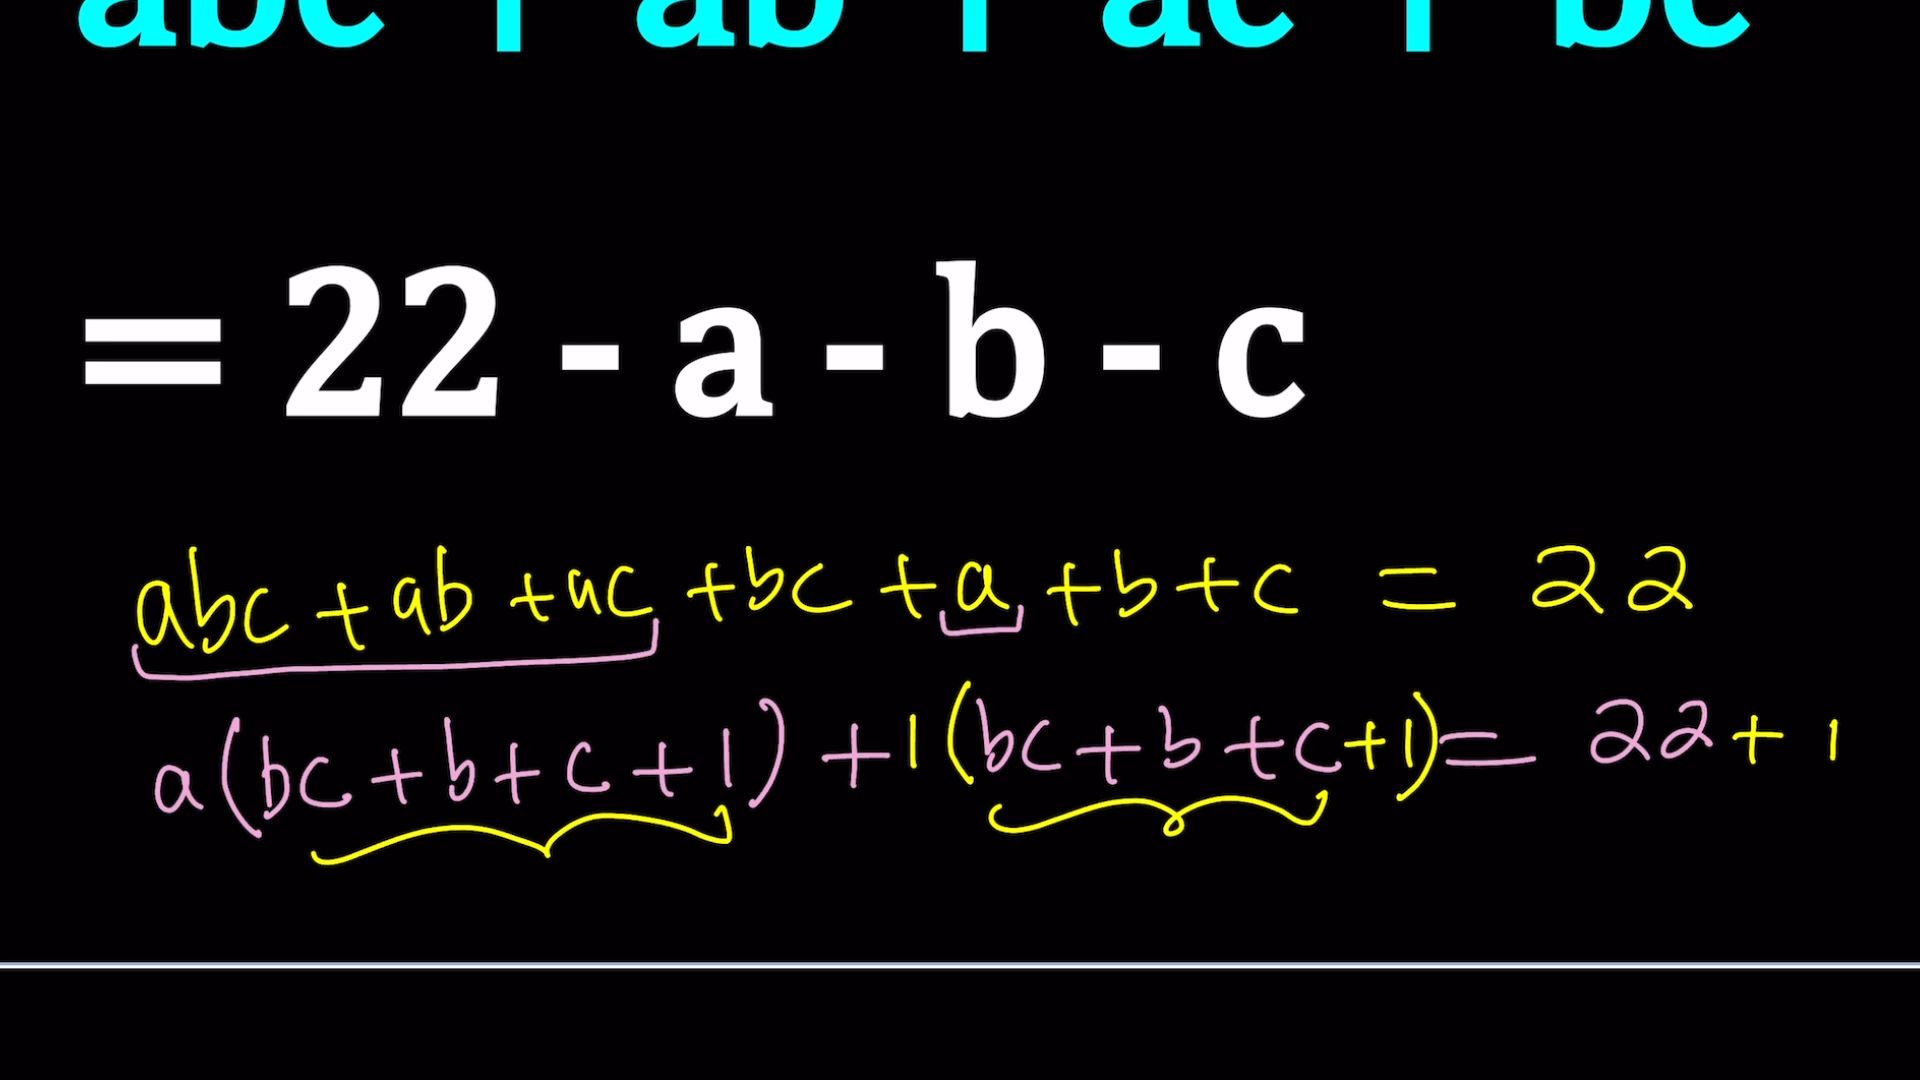 abc + ab + ac + bc
= 22 - a - b - c
abc + ab + ac + bc + a + b + c = 22
a(bc + b + c + 1) + 1(bc + b + c + 1) = 22 + 1